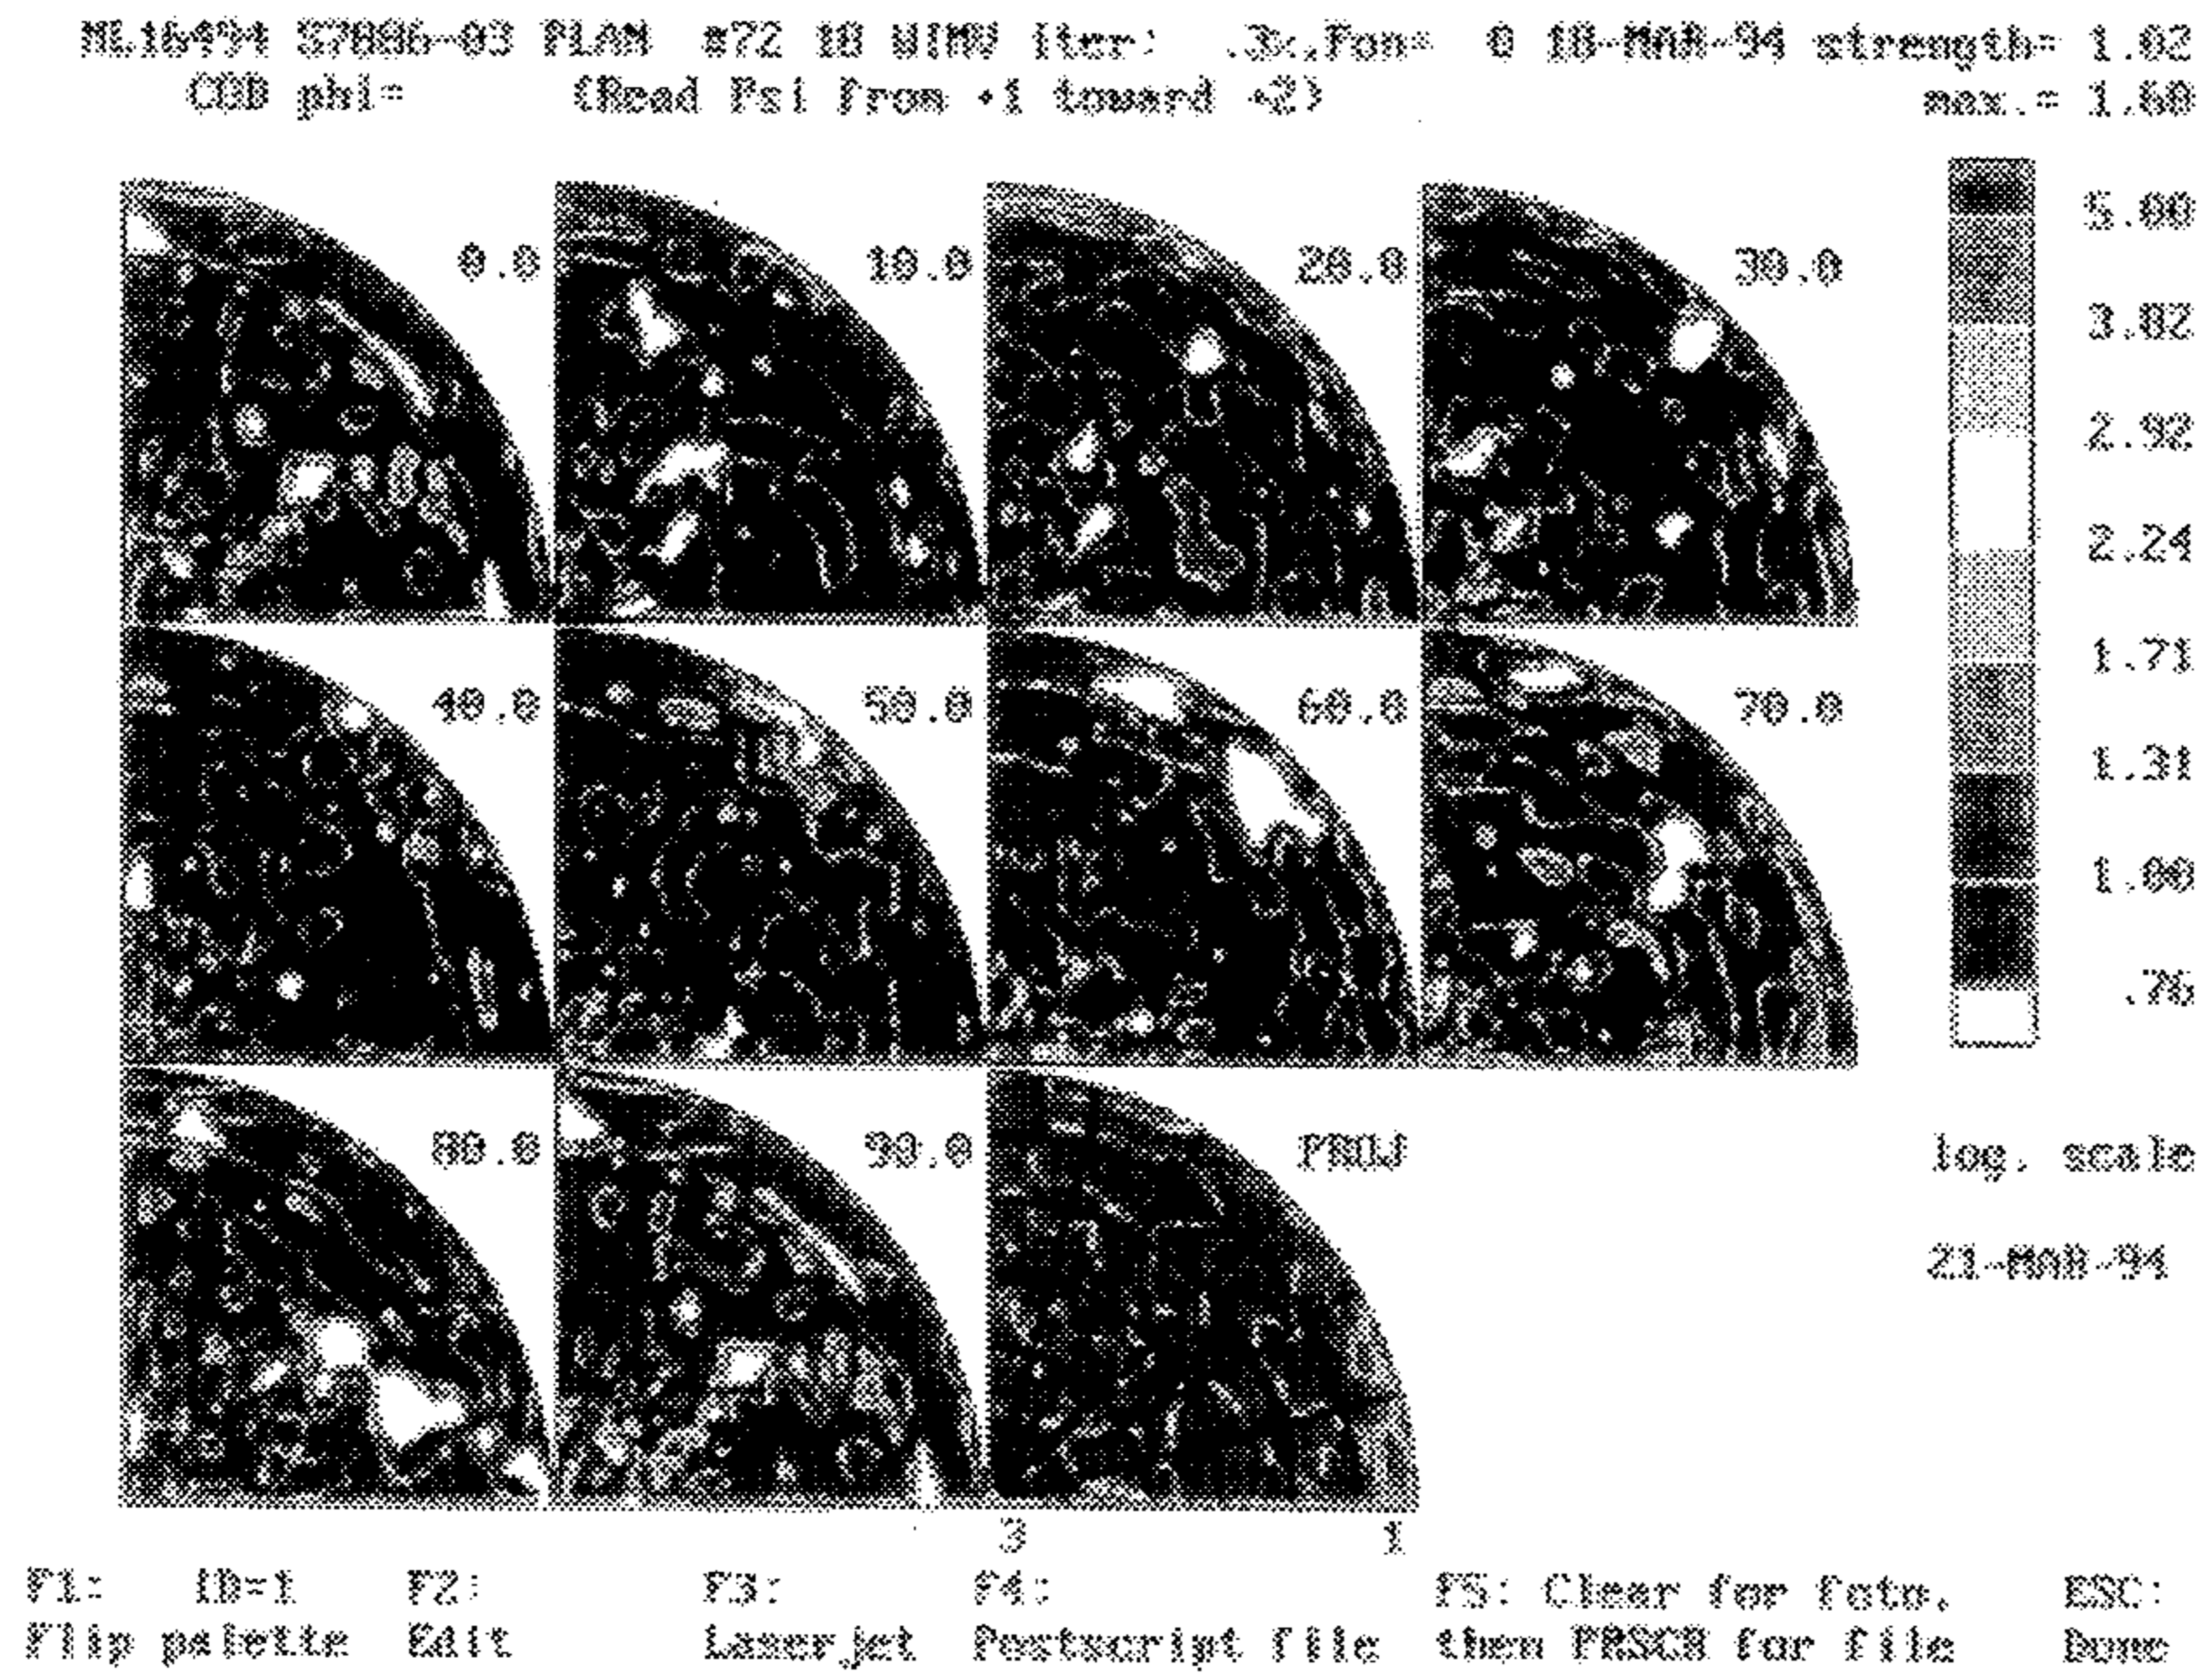 PLAN #72 10 WIMV Iter: .3%,Fon= 0 18-MAR-94 strength= 1.02
COD phi= (Read Psi from +1 toward +2) max.= 1.60
0.0 10.0 20.0 30.0
5.00
3.82
2.92
2.24
1.71
1.31
1.00
.76
40.0 50.0 60.0 70.0
80.0 90.0 PROJ
log. scale
21-MAR-94
3 1
F1: ID=1 F2: F3: F4: F5: Clear for foto, ESC:
Flip palette Edit Laserjet Postscript file then PRSCR for file Done